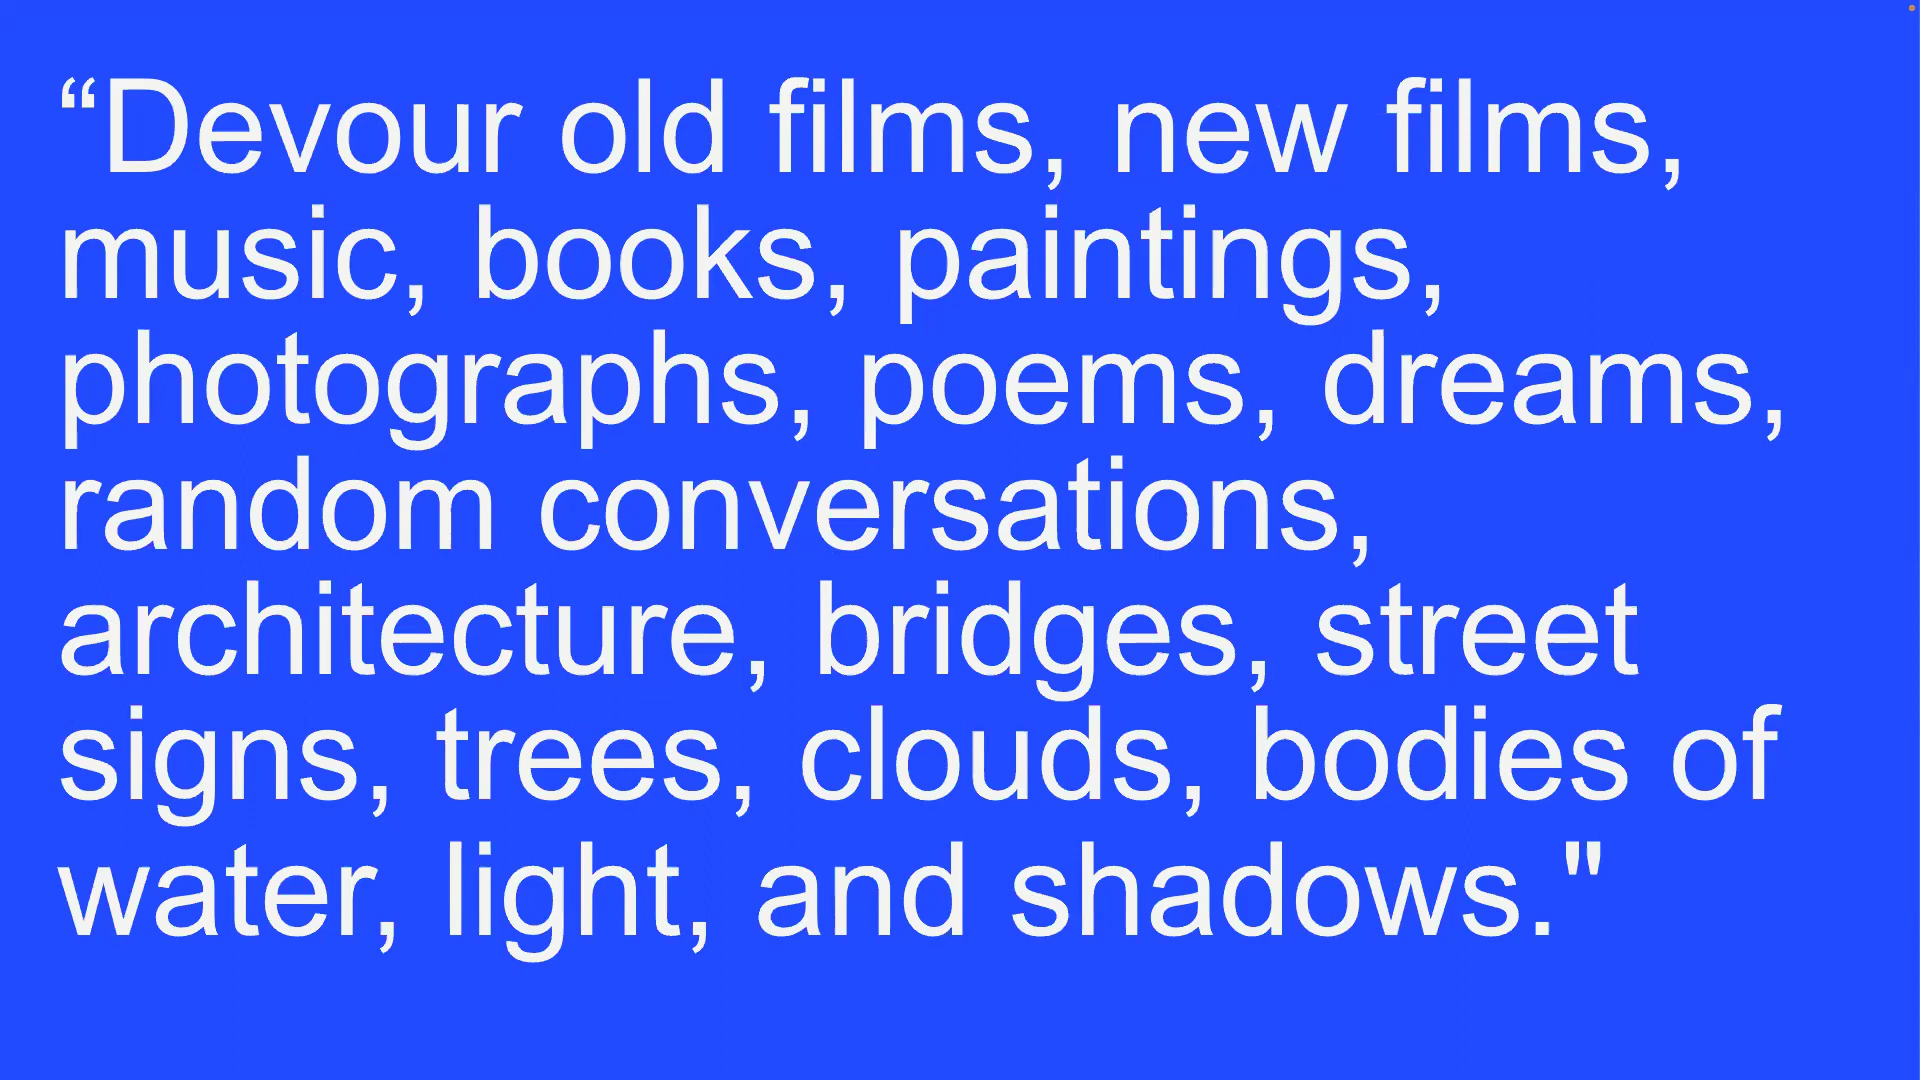 “Devour old films, new films,
music, books, paintings,
photographs, poems, dreams,
random conversations,
architecture, bridges, street
signs, trees, clouds, bodies of
water, light, and shadows."